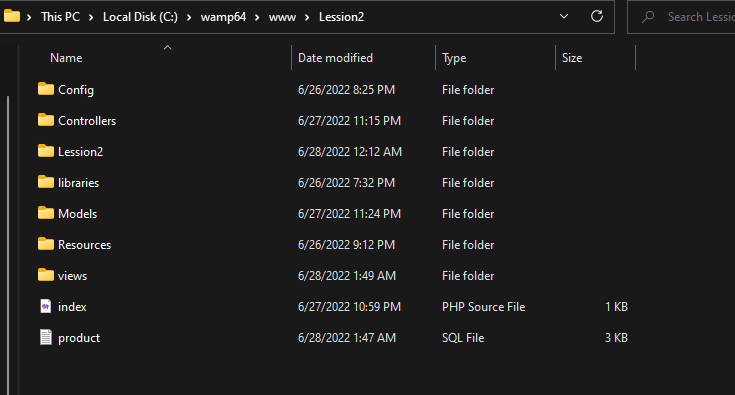 This PC > Local Disk (C:) > wamp64 > www > Lession2 Search Lessic
Name Date modified Type Size
Config 6/26/2022 8:25 PM File folder
Controllers 6/27/2022 11:15 PM File folder
Lession2 6/28/2022 12:12 AM File folder
libraries 6/26/2022 7:32 PM File folder
Models 6/27/2022 11:24 PM File folder
Resources 6/26/2022 9:12 PM File folder
views 6/28/2022 1:49 AM File folder
index 6/27/2022 10:59 PM PHP Source File 1 KB
product 6/28/2022 1:47 AM SQL File 3 KB